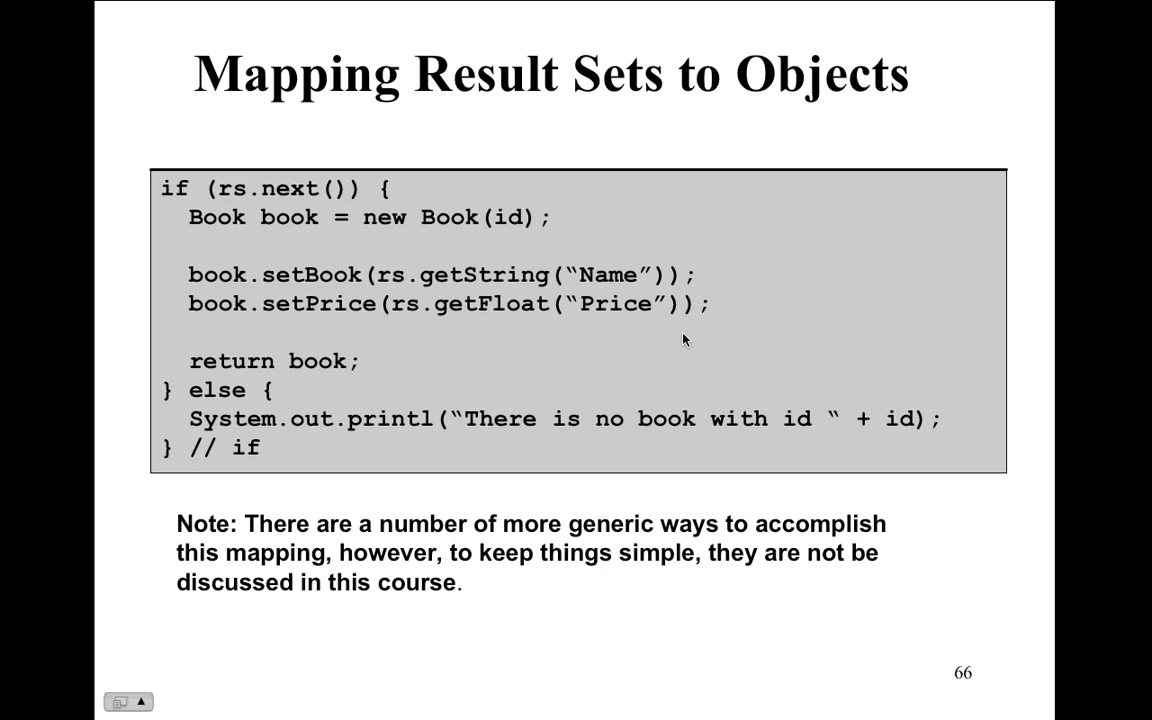 Mapping Result Sets to Objects
if (rs.next()) {
Book book = new Book(id);
book.setBook(rs.getString(“Name”));
book.setPrice(rs.getFloat(“Price”));
return book;
} else {
System.out.printl(“There is no book with id “ + id);
} // if
Note: There are a number of more generic ways to accomplish
this mapping, however, to keep things simple, they are not be
discussed in this course.
66